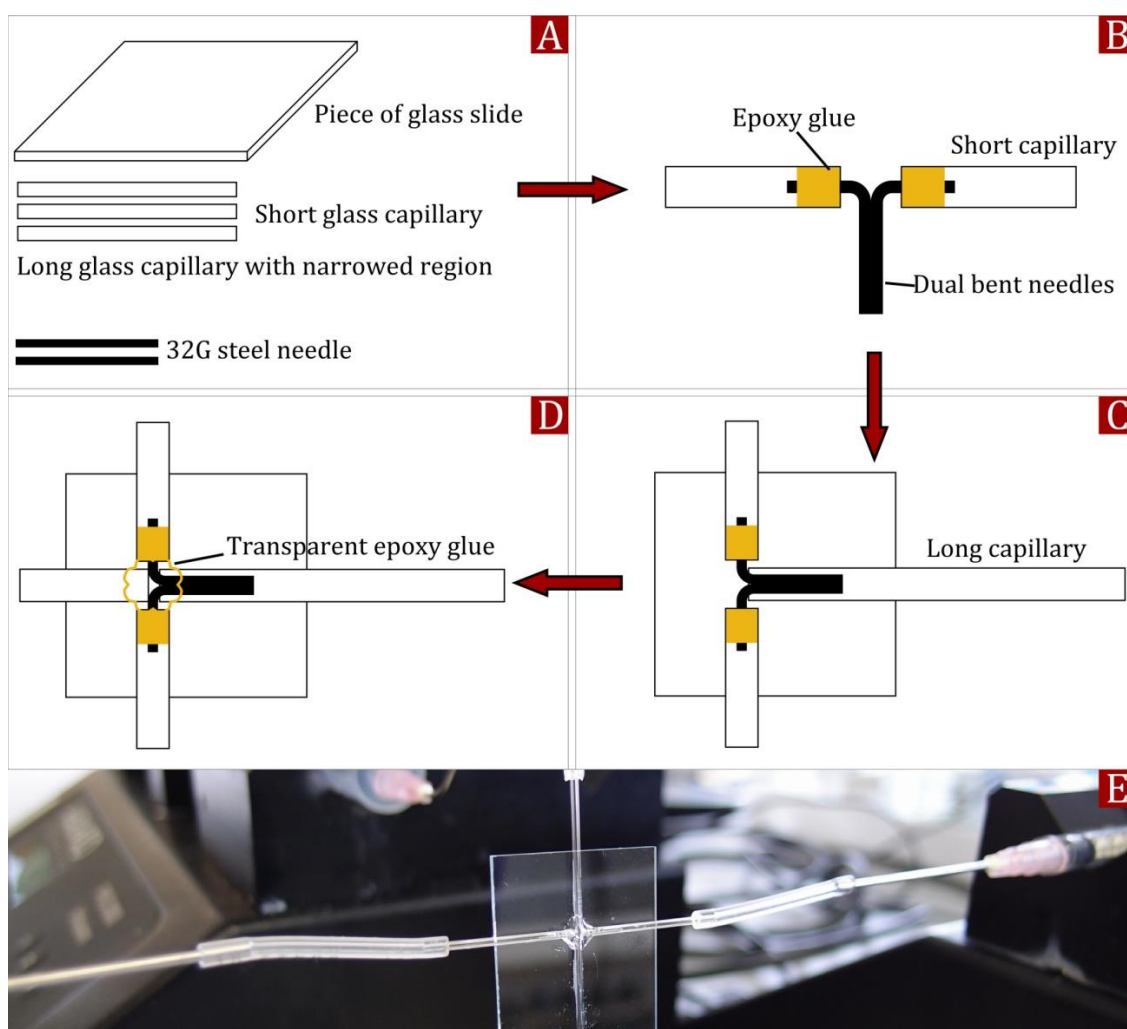 A
Piece of glass slide
Short glass capillary
Long glass capillary with narrowed region
32G steel needle
B
Epoxy glue
Short capillary
Dual bent needles
D
Transparent epoxy glue
C
Long capillary
E